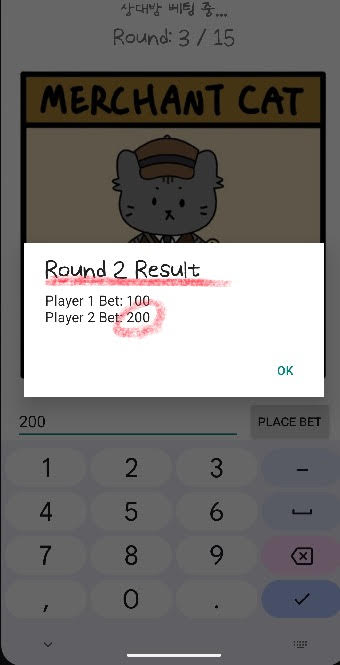 상대방 베팅 중...
Round: 3 / 15
MERCHANT CAT
Round 2 Result
Player 1 Bet: 100
Player 2 Bet: 200
OK
200
PLACE BET
1 2 3 -
4 5 6
7 8 9
, 0 .